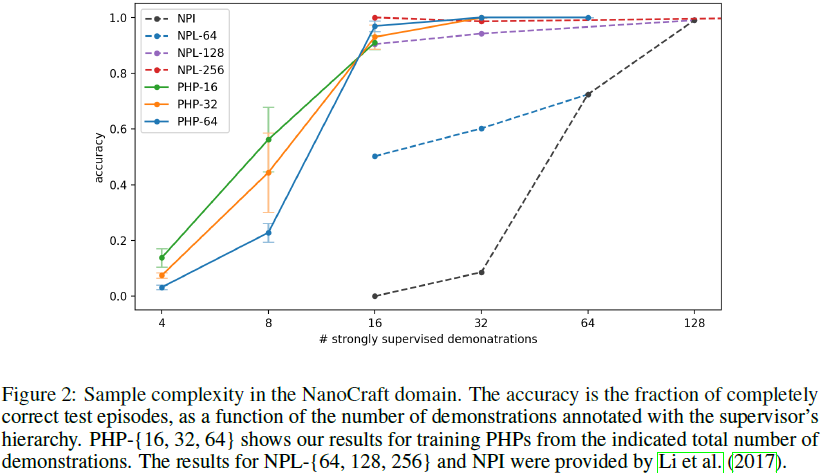 NPI
NPL-64
NPL-128
NPL-256
PHP-16
PHP-32
PHP-64
accuracy
1.0
0.8
0.6
0.4
0.2
0.0
4 8 16 32 64 128
# strongly supervised demonatrations
Figure 2: Sample complexity in the NanoCraft domain. The accuracy is the fraction of completely
correct test episodes, as a function of the number of demonstrations annotated with the supervisor's
hierarchy. PHP-{16, 32, 64} shows our results for training PHPs from the indicated total number of
demonstrations. The results for NPL-{64, 128, 256} and NPI were provided by Li et al. (2017).